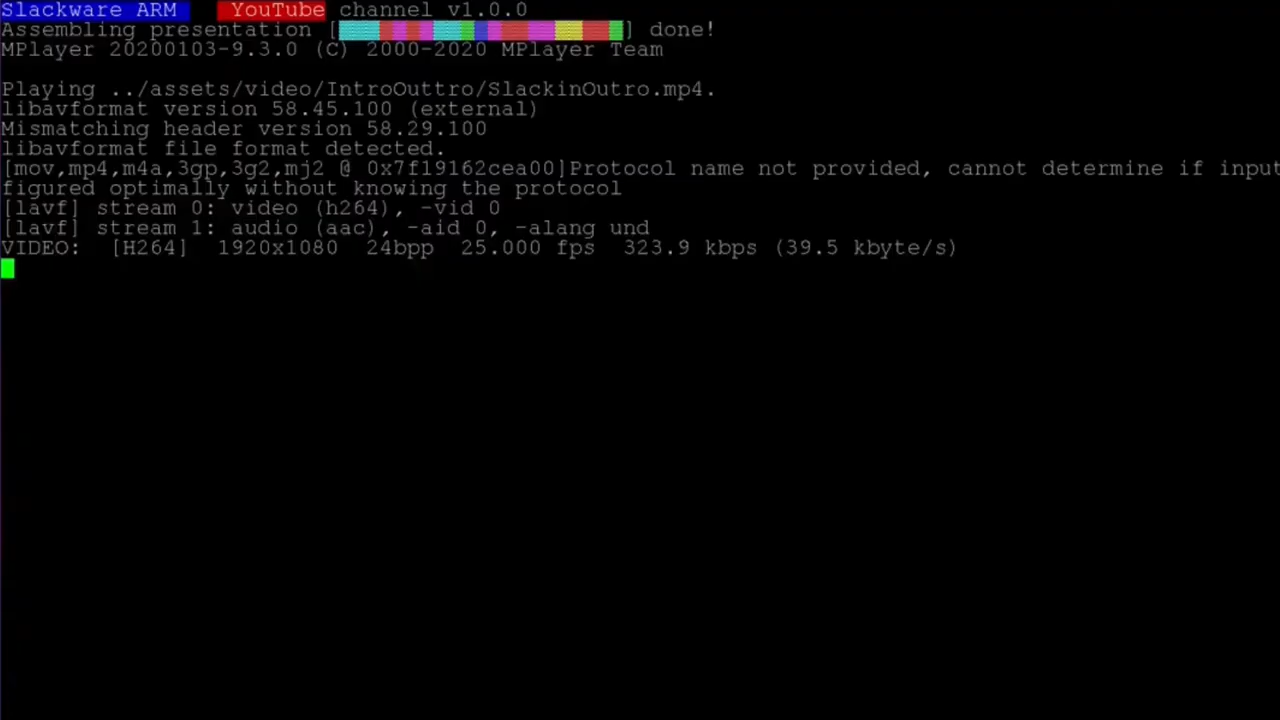 Slackware ARM YouTube channel v1.0.0
Assembling presentation [] done!
MPlayer 20200103-9.3.0 (C) 2000-2020 MPlayer Team
Playing ../assets/video/IntroOuttro/SlackinOutro.mp4.
libavformat version 58.45.100 (external)
Mismatching header version 58.29.100
libavformat file format detected.
[mov,mp4,m4a,3gp,3g2,mj2 @ 0x7f19162cea00]Protocol name not provided, cannot determine if input
figured optimally without knowing the protocol
[lavf] stream 0: video (h264), -vid 0
[lavf] stream 1: audio (aac), -aid 0, -alang und
VIDEO: [H264] 1920x1080 24bpp 25.000 fps 323.9 kbps (39.5 kbyte/s)